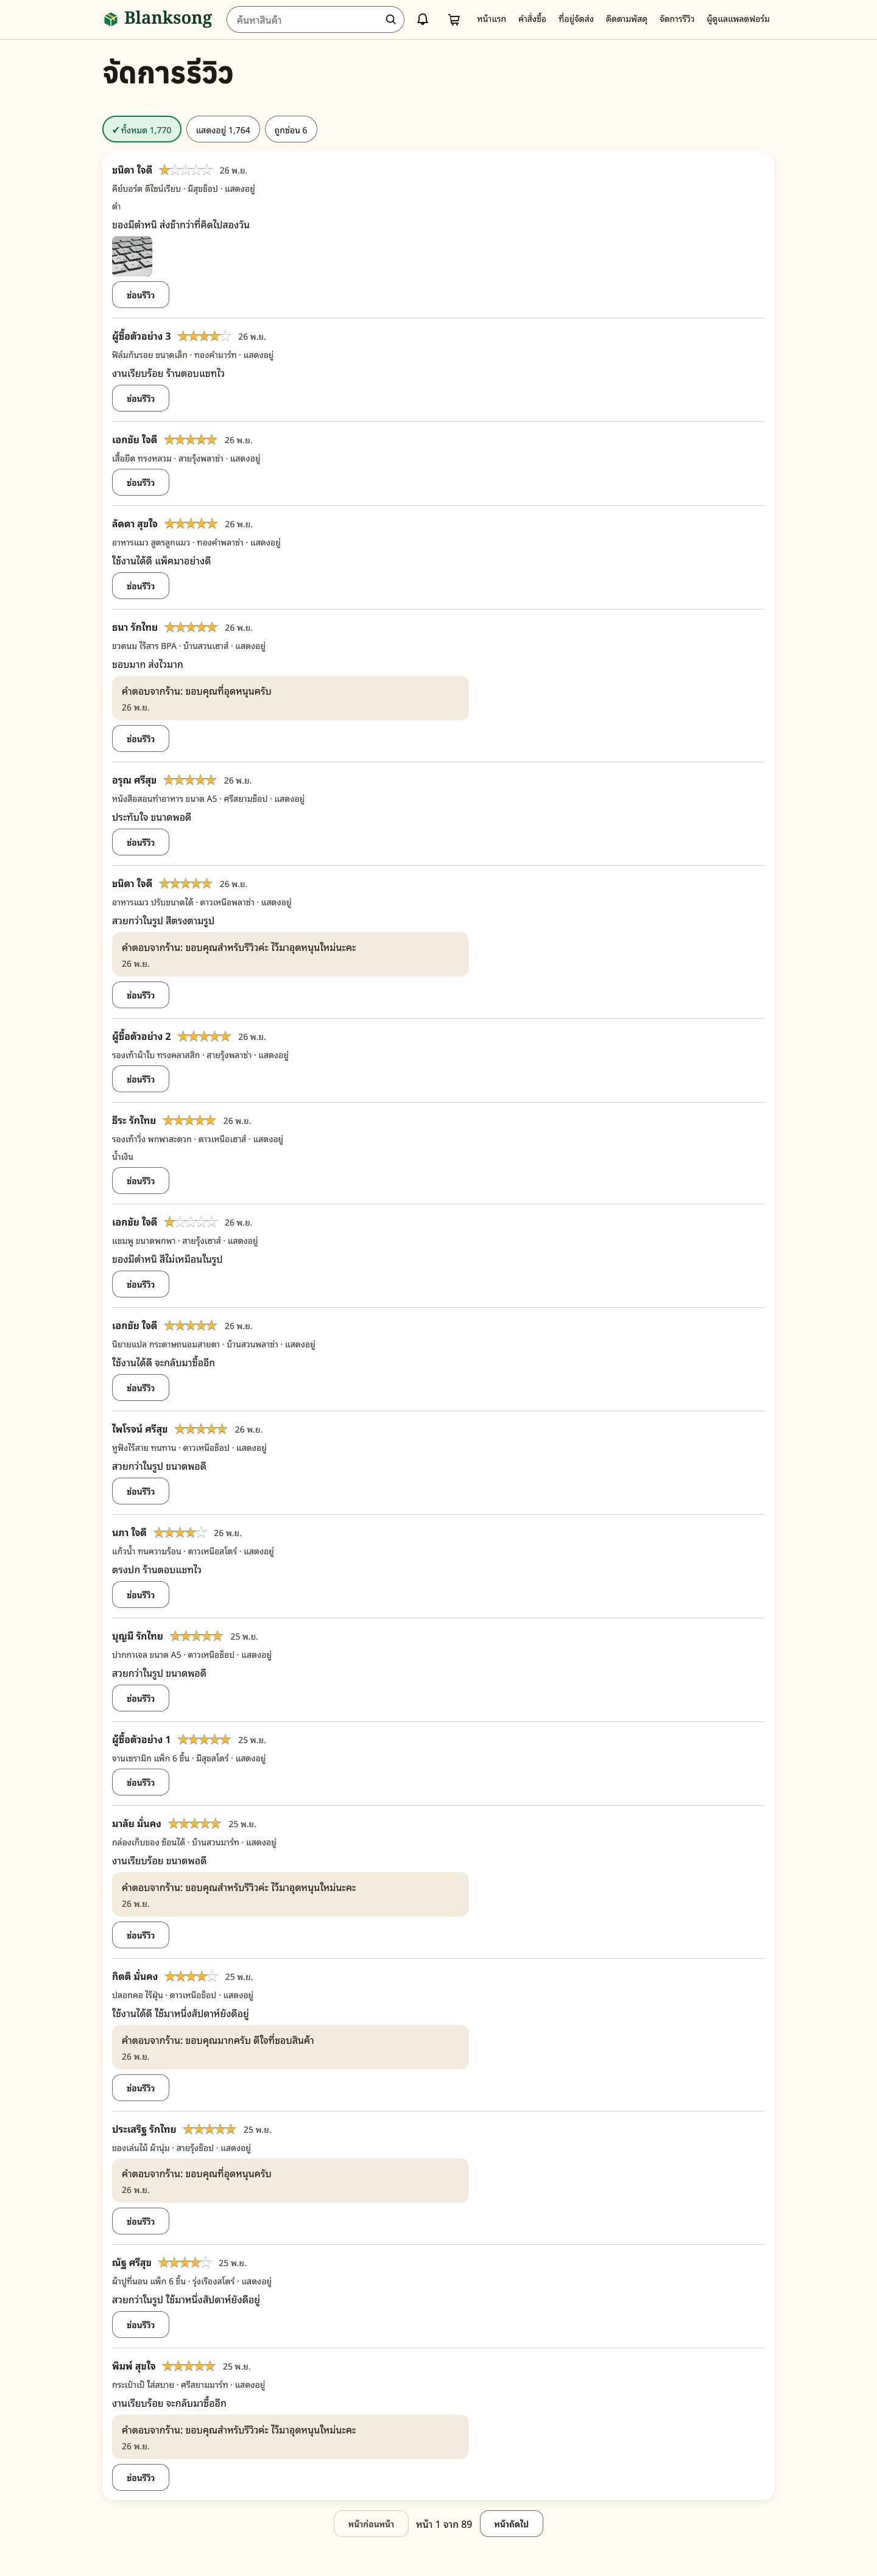 Blanksong
ค้นหาสินค้า
หน้าแรก
คำสั่งซื้อ
ที่อยู่จัดส่ง
ติดตามพัสดุ
จัดการรีวิว
ผู้ดูแลแพลตฟอร์ม
จัดการรีวิว
✓ ทั้งหมด 1,770
แสดงอยู่ 1,764
ถูกซ่อน 6
ชนิดา ใจดี 26 พ.ย.
คีย์บอร์ด ดีไซน์เรียบ · มีสุขช็อป · แสดงอยู่
ดำ
ของมีตำหนิ ส่งช้ากว่าที่คิดไปสองวัน
ซ่อนรีวิว
ผู้ซื้อตัวอย่าง 3 26 พ.ย.
ฟิล์มกันรอย ขนาดเล็ก · ทองคำมาร์ท · แสดงอยู่
งานเรียบร้อย ร้านตอบแชทไว
ซ่อนรีวิว
เอกชัย ใจดี 26 พ.ย.
เสื้อยืด ทรงหลวม · สายรุ้งพลาซ่า · แสดงอยู่
ซ่อนรีวิว
ลัดดา สุขใจ 26 พ.ย.
อาหารแมว สูตรลูกแมว · ทองคำพลาซ่า · แสดงอยู่
ใช้งานได้ดี แพ็คมาอย่างดี
ซ่อนรีวิว
ธนา รักไทย 26 พ.ย.
ขวดนม ไร้สาร BPA · บ้านสวนเฮาส์ · แสดงอยู่
ชอบมาก ส่งไวมาก
คำตอบจากร้าน: ขอบคุณที่อุดหนุนครับ
26 พ.ย.
ซ่อนรีวิว
อรุณ ศรีสุข 26 พ.ย.
หนังสือสอนทำอาหาร ขนาด A5 · ศรีสยามช็อป · แสดงอยู่
ประทับใจ ขนาดพอดี
ซ่อนรีวิว
ชนิดา ใจดี 26 พ.ย.
อาหารแมว ปรับขนาดได้ · ดาวเหนือพลาซ่า · แสดงอยู่
สวยกว่าในรูป สีตรงตามรูป
คำตอบจากร้าน: ขอบคุณสำหรับรีวิวค่ะ ไว้มาอุดหนุนใหม่นะคะ
26 พ.ย.
ซ่อนรีวิว
ผู้ซื้อตัวอย่าง 2 26 พ.ย.
รองเท้าผ้าใบ ทรงคลาสสิก · สายรุ้งพลาซ่า · แสดงอยู่
ซ่อนรีวิว
ธีระ รักไทย 26 พ.ย.
รองเท้าวิ่ง พกพาสะดวก · ดาวเหนือเฮาส์ · แสดงอยู่
น้ำเงิน
ซ่อนรีวิว
เอกชัย ใจดี 26 พ.ย.
แชมพู ขนาดพกพา · สายรุ้งเฮาส์ · แสดงอยู่
ของมีตำหนิ สีไม่เหมือนในรูป
ซ่อนรีวิว
เอกชัย ใจดี 26 พ.ย.
นิยายแปล กระดาษถนอมสายตา · บ้านสวนพลาซ่า · แสดงอยู่
ใช้งานได้ดี จะกลับมาซื้ออีก
ซ่อนรีวิว
ไพโรจน์ ศรีสุข 26 พ.ย.
หูฟังไร้สาย ทนทาน · ดาวเหนือช็อป · แสดงอยู่
สวยกว่าในรูป ขนาดพอดี
ซ่อนรีวิว
นภา ใจดี 26 พ.ย.
แก้วน้ำ ทนความร้อน · ดาวเหนือสโตร์ · แสดงอยู่
ตรงปก ร้านตอบแชทไว
ซ่อนรีวิว
บุญมี รักไทย 25 พ.ย.
ปากกาเจล ขนาด A5 · ดาวเหนือช็อป · แสดงอยู่
สวยกว่าในรูป ขนาดพอดี
ซ่อนรีวิว
ผู้ซื้อตัวอย่าง 1 25 พ.ย.
จานเซรามิก แพ็ก 6 ชิ้น · มีสุขสโตร์ · แสดงอยู่
ซ่อนรีวิว
มาลัย มั่นคง 25 พ.ย.
กล่องเก็บของ ซ้อนได้ · บ้านสวนมาร์ท · แสดงอยู่
งานเรียบร้อย ขนาดพอดี
คำตอบจากร้าน: ขอบคุณสำหรับรีวิวค่ะ ไว้มาอุดหนุนใหม่นะคะ
26 พ.ย.
ซ่อนรีวิว
กิตติ มั่นคง 25 พ.ย.
ปลอกคอ ไร้ฝุ่น · ดาวเหนือช็อป · แสดงอยู่
ใช้งานได้ดี ใช้มาหนึ่งสัปดาห์ยังดีอยู่
คำตอบจากร้าน: ขอบคุณมากครับ ดีใจที่ชอบสินค้า
26 พ.ย.
ซ่อนรีวิว
ประเสริฐ รักไทย 25 พ.ย.
ของเล่นไม้ ผ้านุ่ม · สายรุ้งช็อป · แสดงอยู่
คำตอบจากร้าน: ขอบคุณที่อุดหนุนครับ
26 พ.ย.
ซ่อนรีวิว
ณัฐ ศรีสุข 25 พ.ย.
ผ้าปูที่นอน แพ็ก 6 ชิ้น · รุ่งเรืองสโตร์ · แสดงอยู่
สวยกว่าในรูป ใช้มาหนึ่งสัปดาห์ยังดีอยู่
ซ่อนรีวิว
พิมพ์ สุขใจ 25 พ.ย.
กระเป๋าเป้ ใส่สบาย · ศรีสยามมาร์ท · แสดงอยู่
งานเรียบร้อย จะกลับมาซื้ออีก
คำตอบจากร้าน: ขอบคุณสำหรับรีวิวค่ะ ไว้มาอุดหนุนใหม่นะคะ
26 พ.ย.
ซ่อนรีวิว
หน้าก่อนหน้า
หน้า 1 จาก 89
หน้าถัดไป